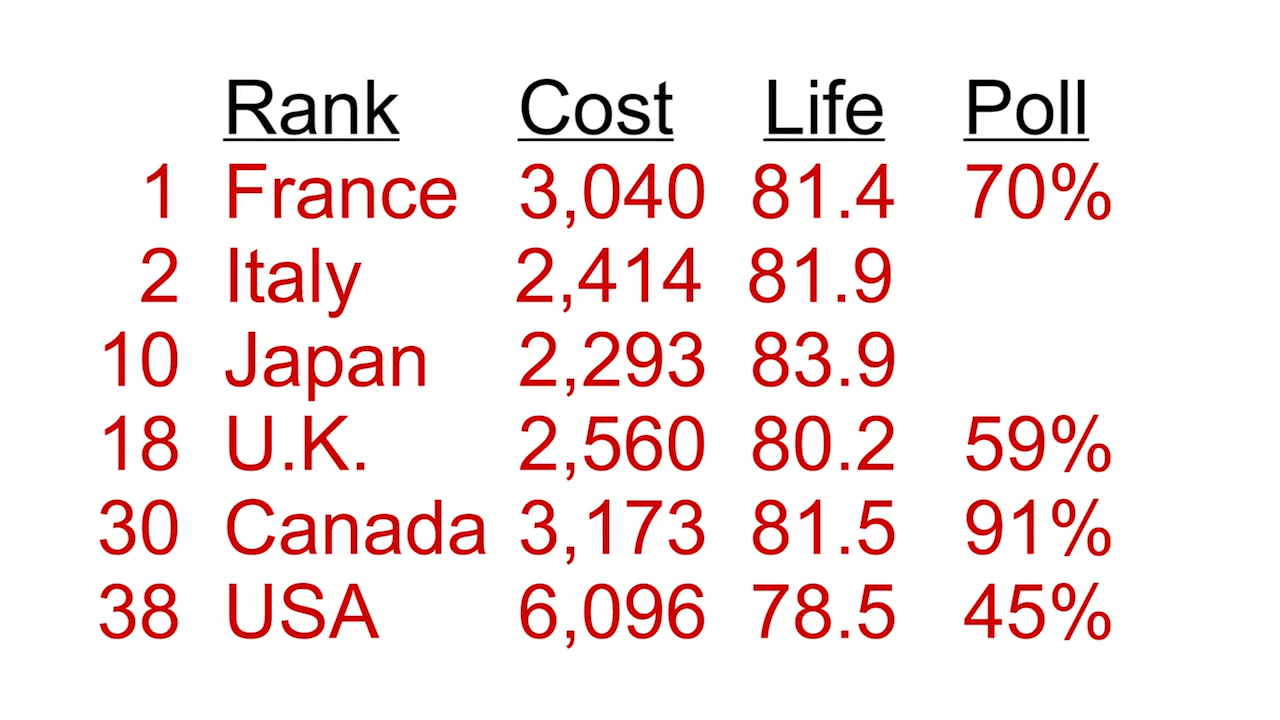 Rank Cost Life Poll
1 France 3,040 81.4 70%
2 Italy 2,414 81.9
10 Japan 2,293 83.9
18 U.K. 2,560 80.2 59%
30 Canada 3,173 81.5 91%
38 USA 6,096 78.5 45%